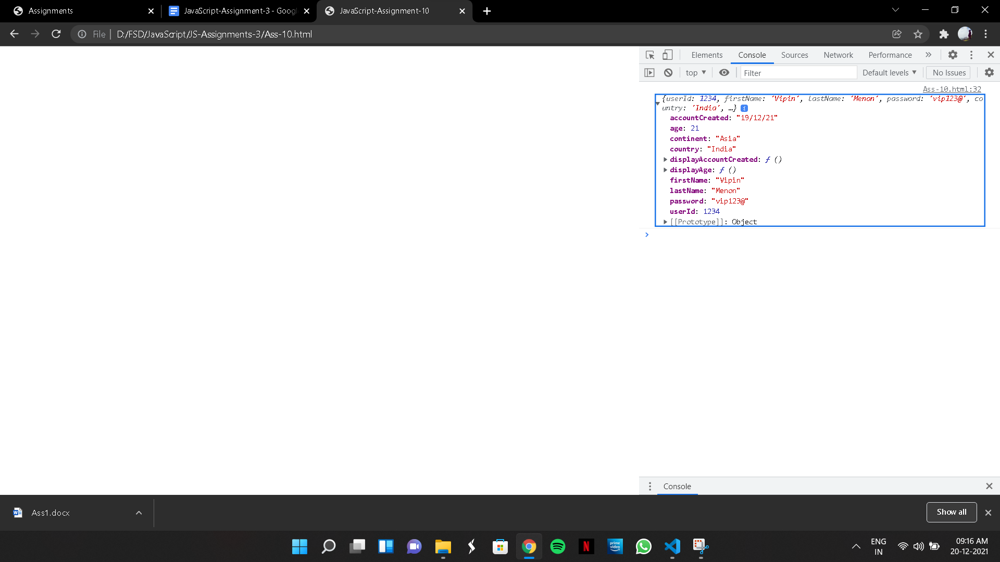 Assignments
JavaScript-Assignment-3 - Goog
JavaScript-Assignment-10
File
D:/FSD/JavaScript/JS-Assignments-3/Ass-10.html
Elements
Console
Sources
Network
Performance
top
Filter
Default levels
No Issues
Ass-10.html:32
{userId: 1234, firstName: 'Vipin', lastName: 'Menon', password: 'vip123@', co
untry: 'India', …} i
accountCreated: "19/12/21"
age: 21
continent: "Asia"
country: "India"
displayAccountCreated: ƒ ()
displayAge: ƒ ()
firstName: "Vipin"
lastName: "Menon"
password: "vip123@"
userId: 1234
[[Prototype]]: Object
Console
Ass1.docx
Show all
prime
video
ENG
IN
09:16 AM
20-12-2021